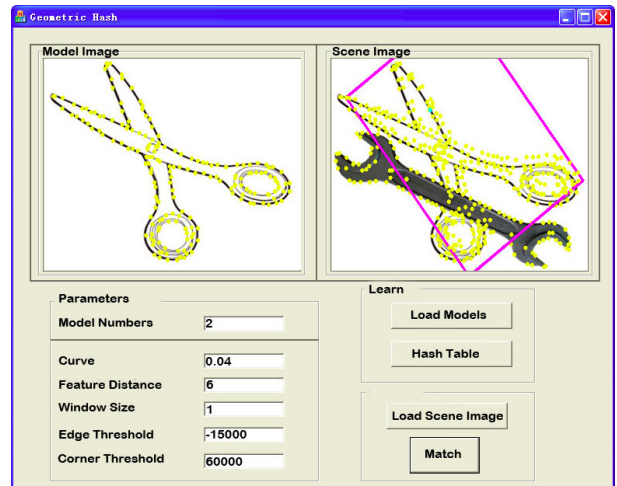 Geometric Hash
Model Image
Scene Image
Parameters
Model Numbers 2
Curve 0.04
Feature Distance 6
Window Size 1
Edge Threshold -15000
Corner Threshold 60000
Learn
Load Models
Hash Table
Load Scene Image
Match